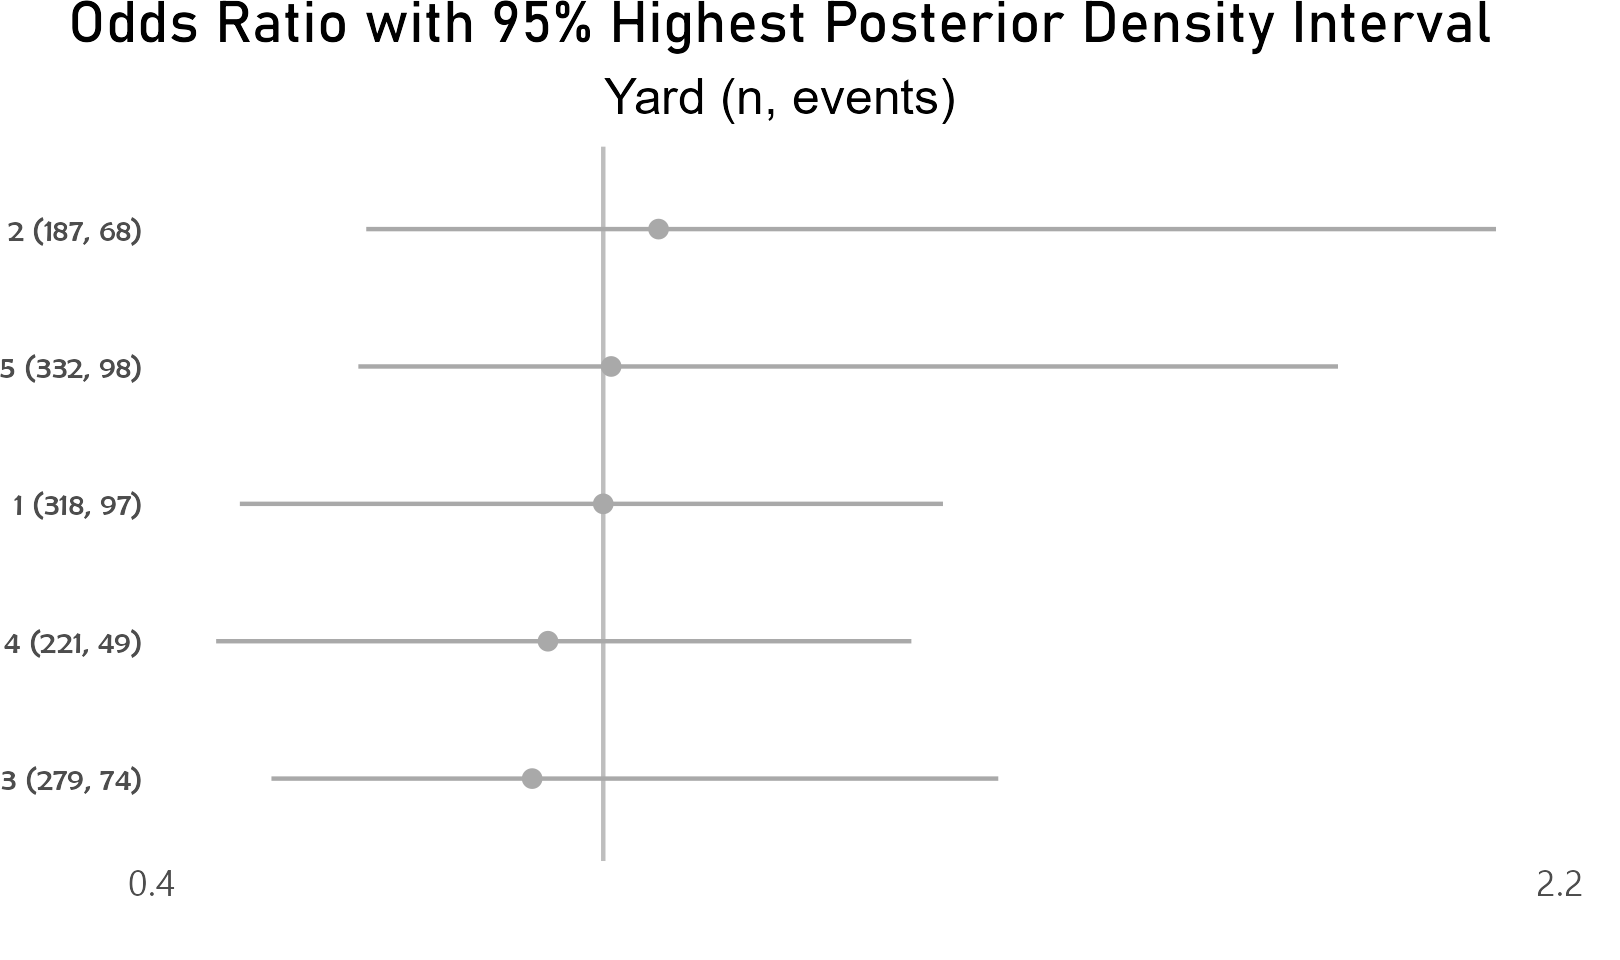 Odds Ratio with 95% Highest Posterior Density Interval
Yard (n, events)
2 (187, 68)
5 (332, 98)
1 (318, 97)
4 (221, 49)
3 (279, 74)
0.4 2.2